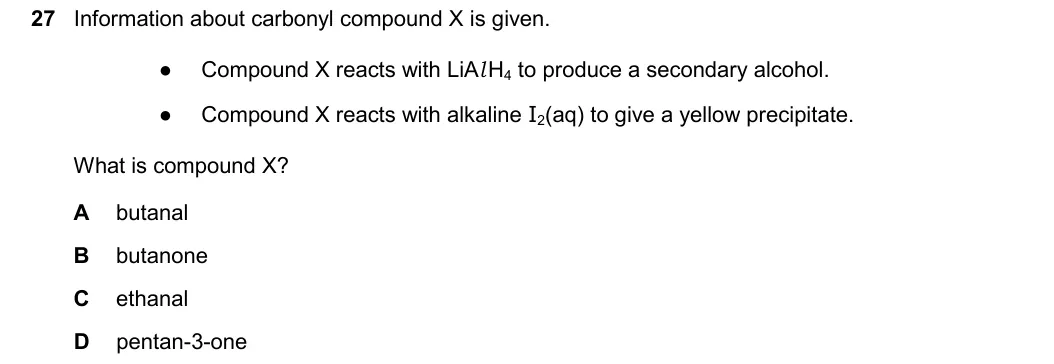 27 Information about carbonyl compound X is given.
● Compound X reacts with LiAlH₄ to produce a secondary alcohol.
● Compound X reacts with alkaline I₂(aq) to give a yellow precipitate.
What is compound X?
A butanal
B butanone
C ethanal
D pentan-3-one